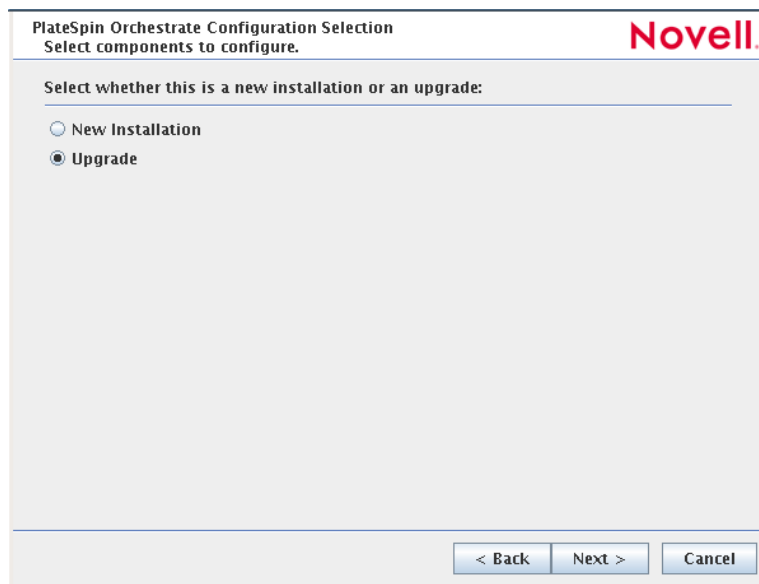 PlateSpin Orchestrate Configuration Selection
Select components to configure.
Novell.
Select whether this is a new installation or an upgrade:
New Installation
Upgrade
< Back
Next >
Cancel